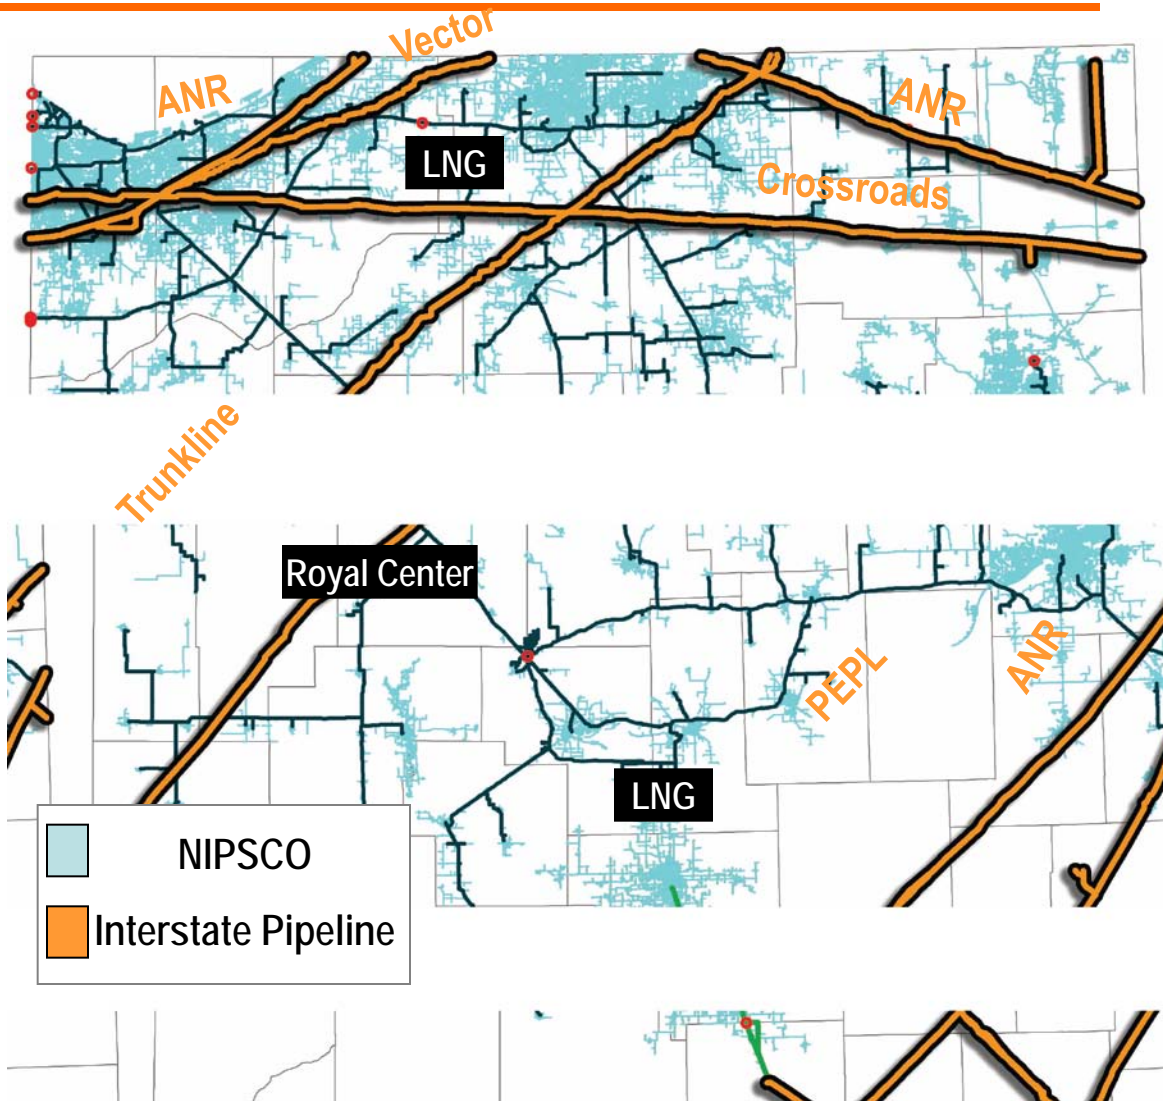 Vector
ANR
ANR
LNG
Crossroads
Trunkline
Royal Center
ANR
PEPL
LNG
NIPSCO
Interstate Pipeline